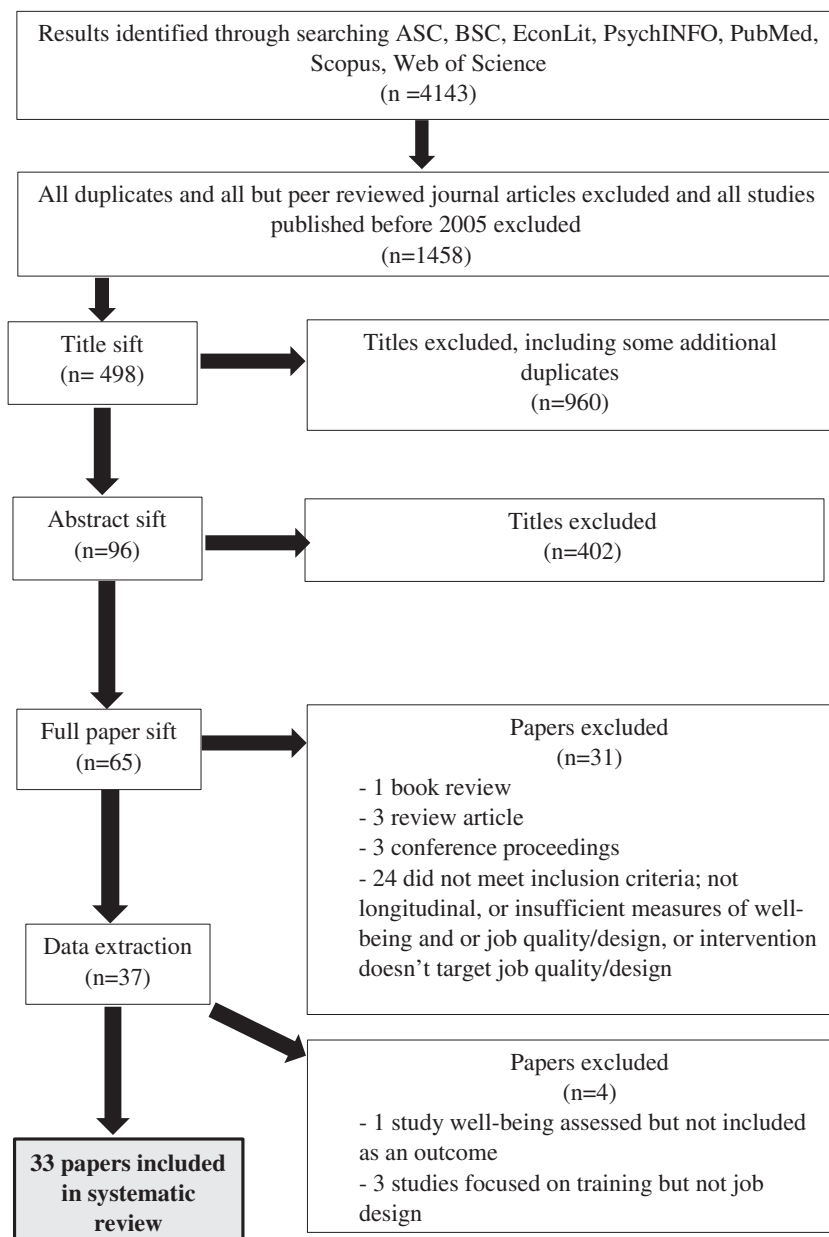 Results identified through searching ASC, BSC, EconLit, PsychINFO, PubMed,
Scopus, Web of Science
(n =4143)
All duplicates and all but peer reviewed journal articles excluded and all studies
published before 2005 excluded
(n=1458)
Title sift
(n= 498)
Titles excluded, including some additional
duplicates
(n=960)
Abstract sift
(n=96)
Titles excluded
(n=402)
Full paper sift
(n=65)
Papers excluded
(n=31)
- 1 book review
- 3 review article
- 3 conference proceedings
- 24 did not meet inclusion criteria; not
longitudinal, or insufficient measures of well-
being and or job quality/design, or intervention
doesn't target job quality/design
Data extraction
(n=37)
Papers excluded
(n=4)
- 1 study well-being assessed but not included
as an outcome
- 3 studies focused on training but not job
design
33 papers included
in systematic
review